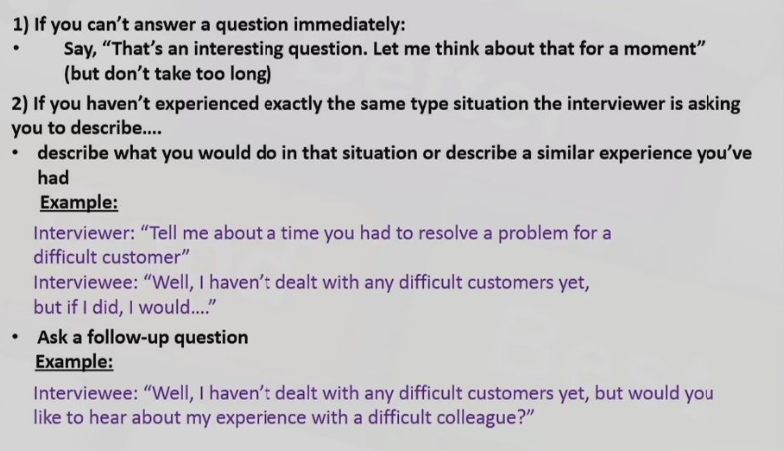 1) If you can't answer a question immediately:
• Say, "That's an interesting question. Let me think about that for a moment"
(but don't take too long)
2) If you haven't experienced exactly the same type situation the interviewer is asking
you to describe....
• describe what you would do in that situation or describe a similar experience you've
had
Example:
Interviewer: "Tell me about a time you had to resolve a problem for a
difficult customer"
Interviewee: "Well, I haven't dealt with any difficult customers yet,
but if I did, I would...."
• Ask a follow-up question
Example:
Interviewee: "Well, I haven't dealt with any difficult customers yet, but would you
like to hear about my experience with a difficult colleague?"